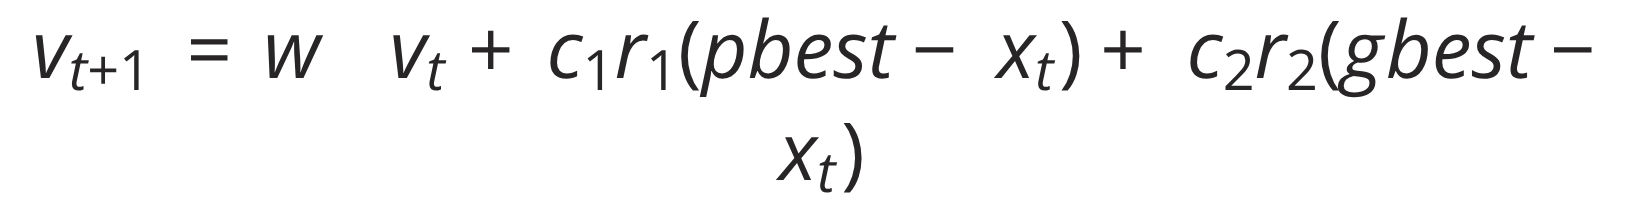 v_{t+1} = w v_t + c_1r_1(pbest − x_t) + c_2r_2(gbest −
x_t)